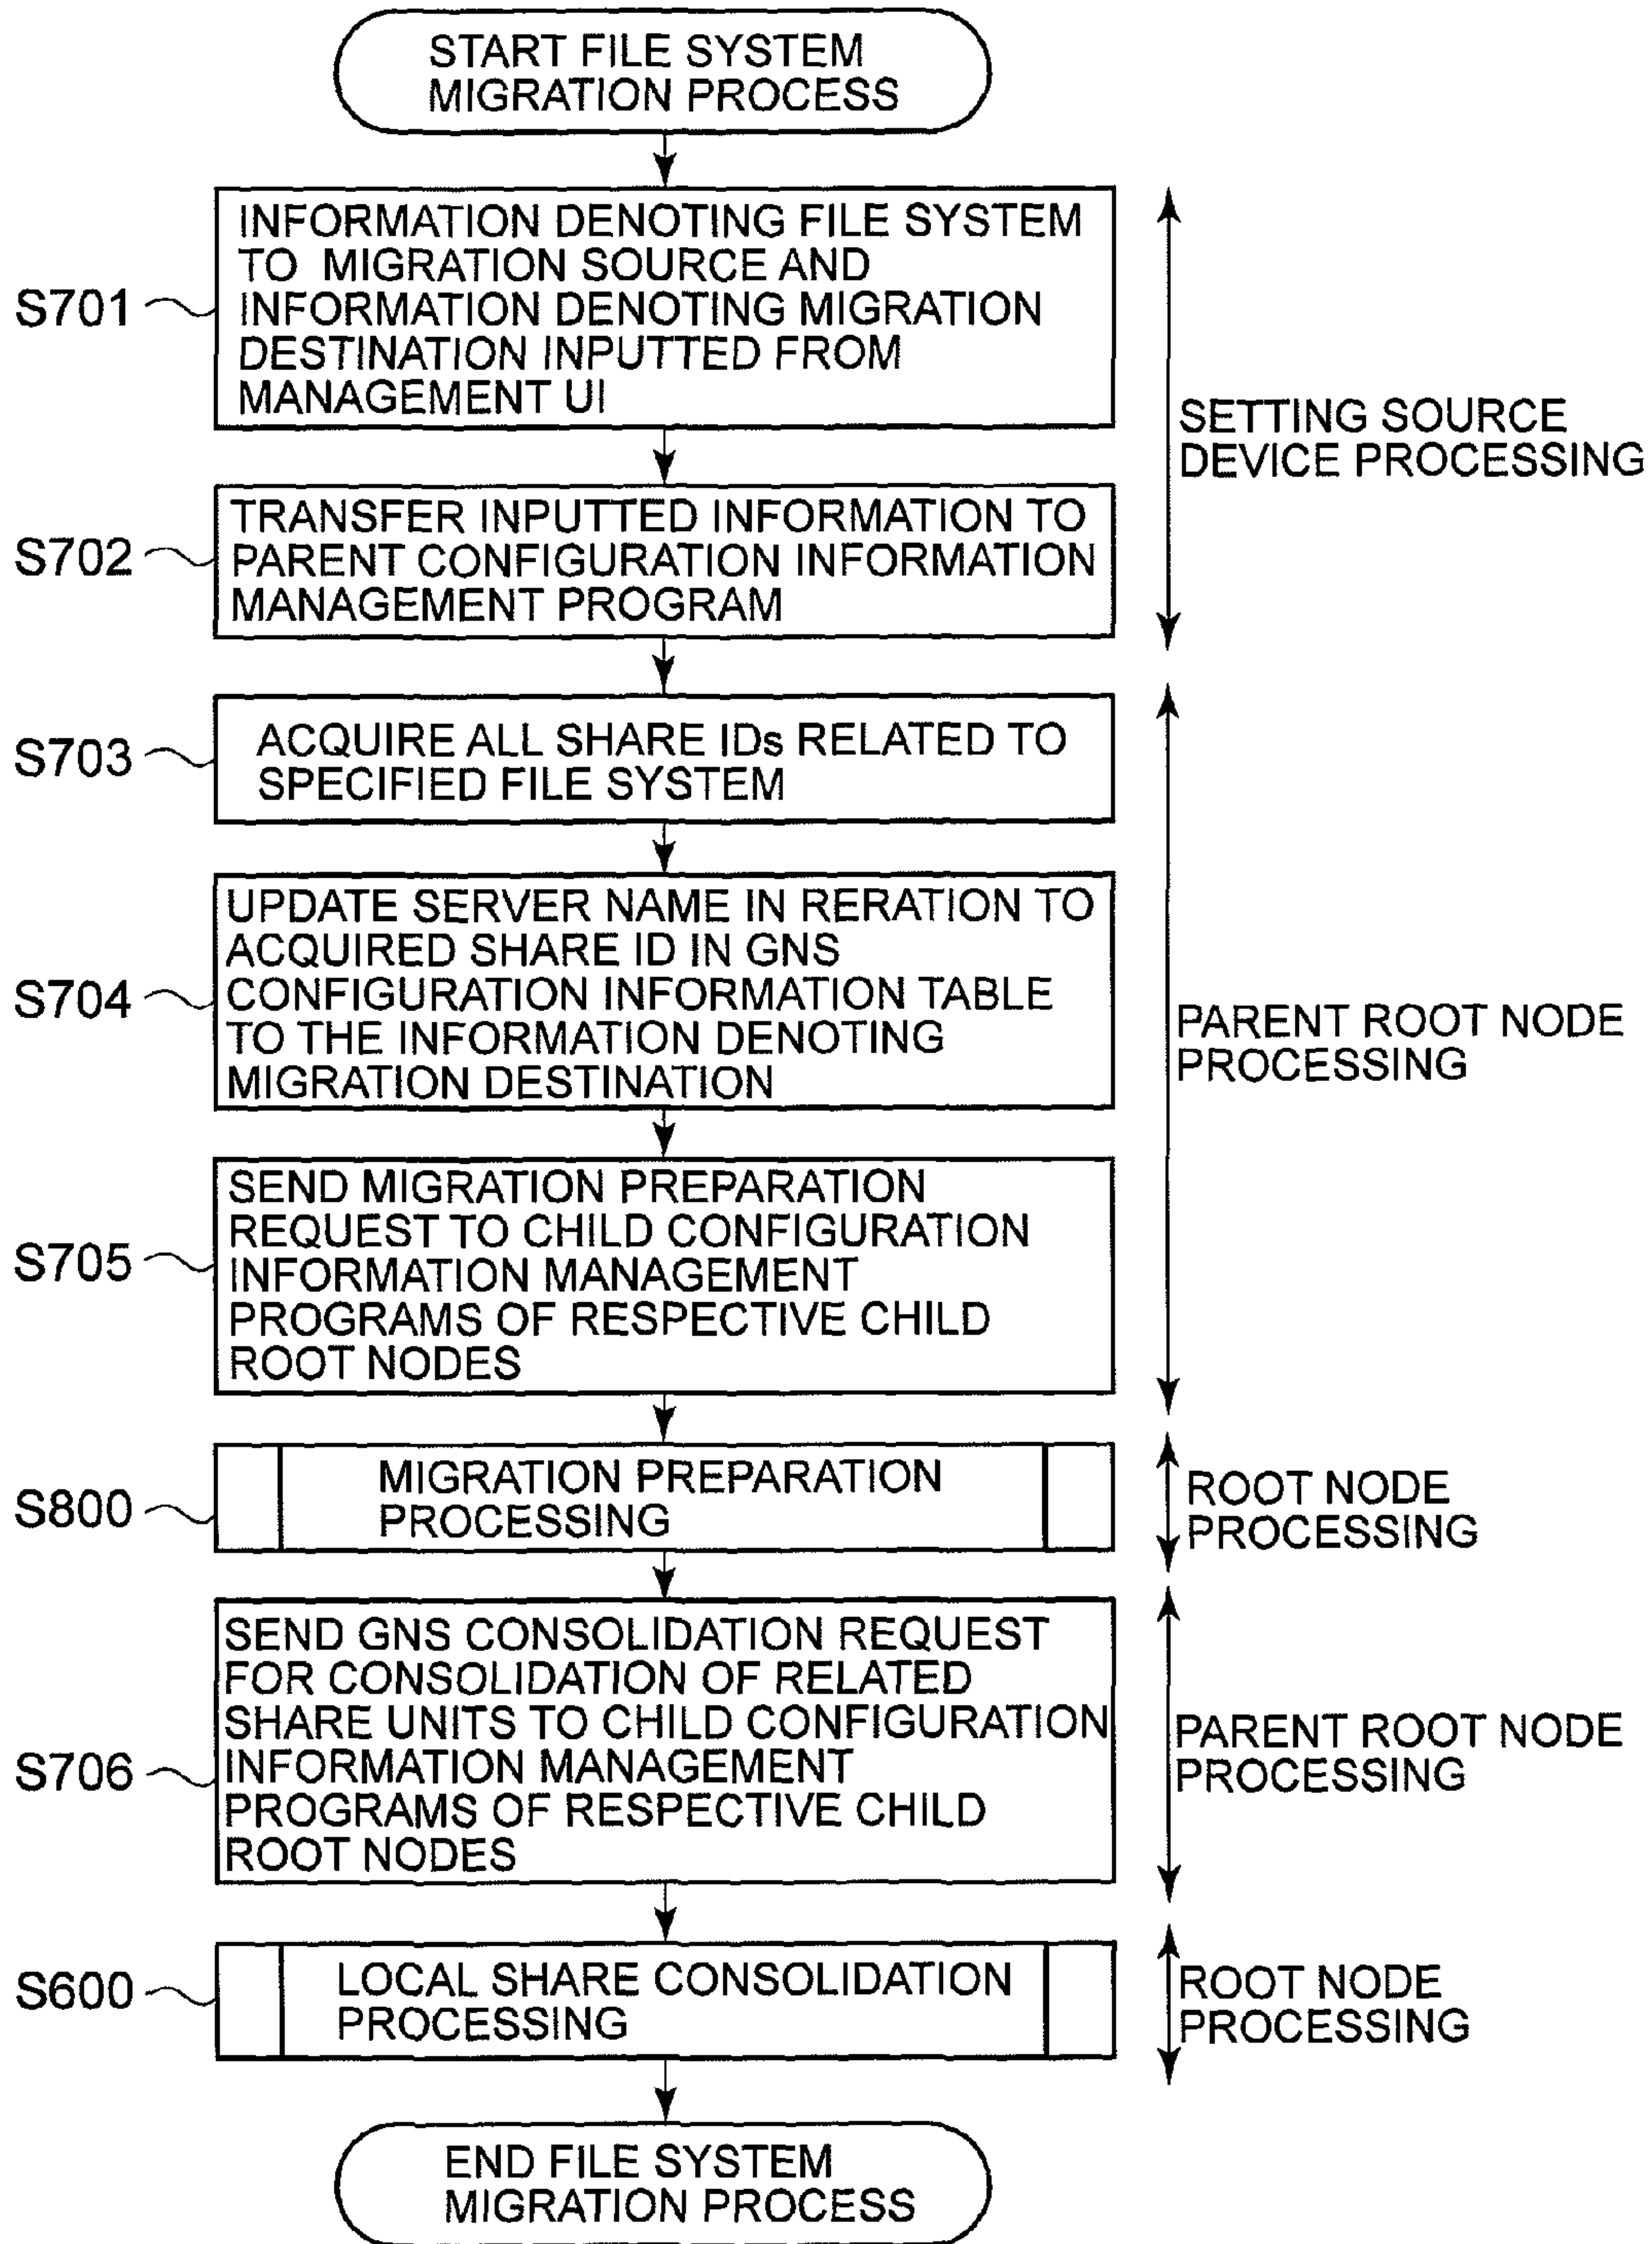 START FILE SYSTEM
MIGRATION PROCESS
S701
INFORMATION DENOTING FILE SYSTEM
TO MIGRATION SOURCE AND
INFORMATION DENOTING MIGRATION
DESTINATION INPUTTED FROM
MANAGEMENT UI
SETTING SOURCE
DEVICE PROCESSING
S702
TRANSFER INPUTTED INFORMATION TO
PARENT CONFIGURATION INFORMATION
MANAGEMENT PROGRAM
S703
ACQUIRE ALL SHARE IDs RELATED TO
SPECIFIED FILE SYSTEM
S704
UPDATE SERVER NAME IN RERATION TO
ACQUIRED SHARE ID IN GNS
CONFIGURATION INFORMATION TABLE
TO THE INFORMATION DENOTING
MIGRATION DESTINATION
PARENT ROOT NODE
PROCESSING
S705
SEND MIGRATION PREPARATION
REQUEST TO CHILD CONFIGURATION
INFORMATION MANAGEMENT
PROGRAMS OF RESPECTIVE CHILD
ROOT NODES
S800
MIGRATION PREPARATION
PROCESSING
ROOT NODE
PROCESSING
S706
SEND GNS CONSOLIDATION REQUEST
FOR CONSOLIDATION OF RELATED
SHARE UNITS TO CHILD CONFIGURATION
INFORMATION MANAGEMENT
PROGRAMS OF RESPECTIVE CHILD
ROOT NODES
PARENT ROOT NODE
PROCESSING
S600
LOCAL SHARE CONSOLIDATION
PROCESSING
ROOT NODE
PROCESSING
END FILE SYSTEM
MIGRATION PROCESS